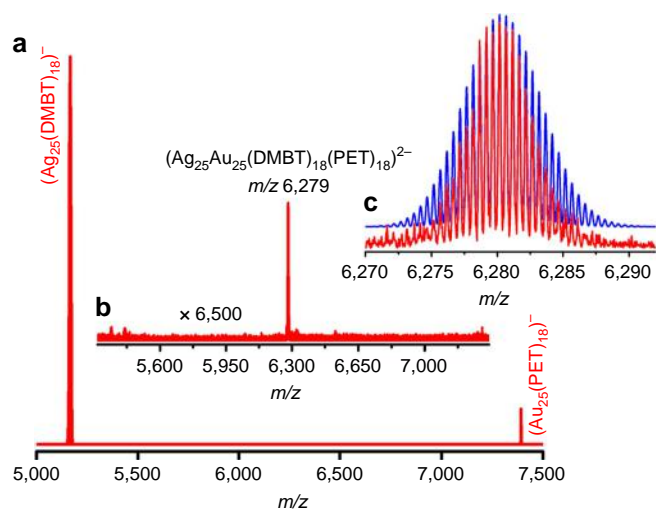 a
(Ag₂₅(DMBT)₁₈)⁻
(Ag₂₅Au₂₅(DMBT)₁₈(PET)₁₈)²⁻
m/z 6,279
c
6,270 6,275 6,280 6,285 6,290
m/z
b
× 6,500
5,600 5,950 6,300 6,650 7,000
m/z
(Au₂₅(PET)₁₈)⁻
5,000 5,500 6,000 6,500 7,000 7,500
m/z